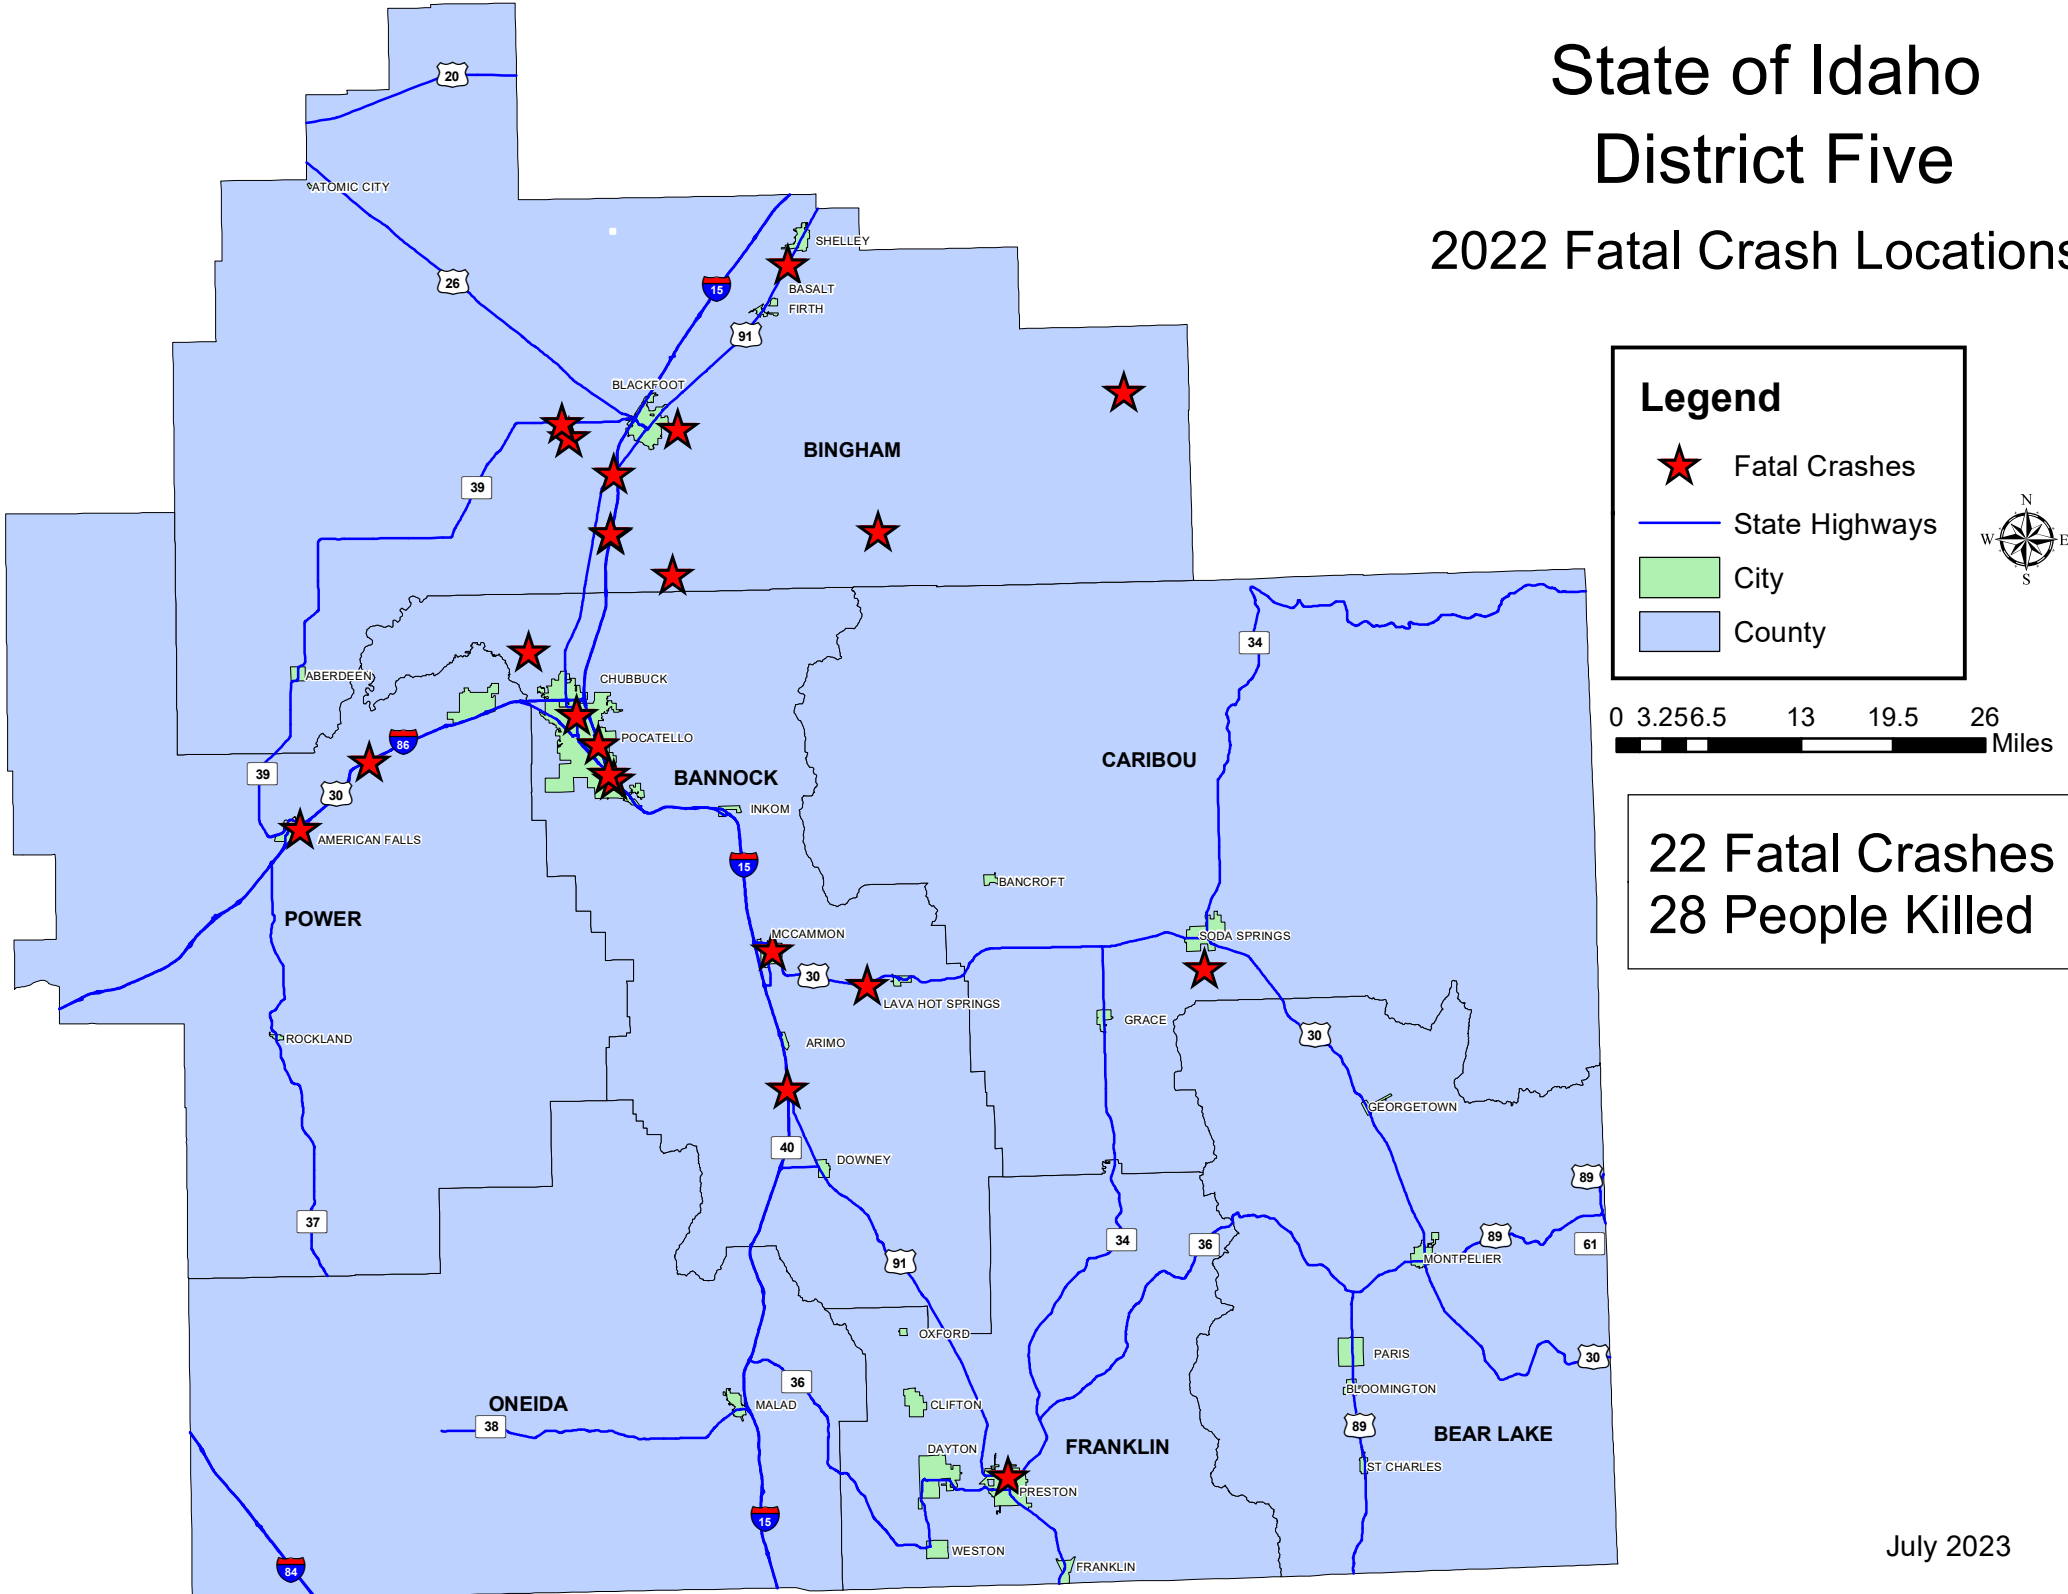 State of Idaho
District Five
2022 Fatal Crash Locations
20
ATOMIC CITY
26
SHELLEY
15
BASALT
FIRTH
91
BLACKFOOT
BINGHAM
39
Legend
Fatal Crashes
State Highways
City
County
N
W E
S
0 3.25 6.5 13 19.5 26
Miles
22 Fatal Crashes
28 People Killed
34
ABERDEEN
CHUBBUCK
86
POCATELLO
39
30
BANNOCK
CARIBOU
INKOM
AMERICAN FALLS
15
BANCROFT
POWER
MCCAMMON
SODA SPRINGS
30
LAVA HOT SPRINGS
GRACE
ROCKLAND
ARIMO
30
GEORGETOWN
40
DOWNEY
89
37
34
36
89
61
91
MONTPELIER
OXFORD
PARIS
30
36
BLOOMINGTON
ONEIDA
MALAD
CLIFTON
38
89
BEAR LAKE
DAYTON
FRANKLIN
ST CHARLES
PRESTON
15
WESTON
84
FRANKLIN
July 2023